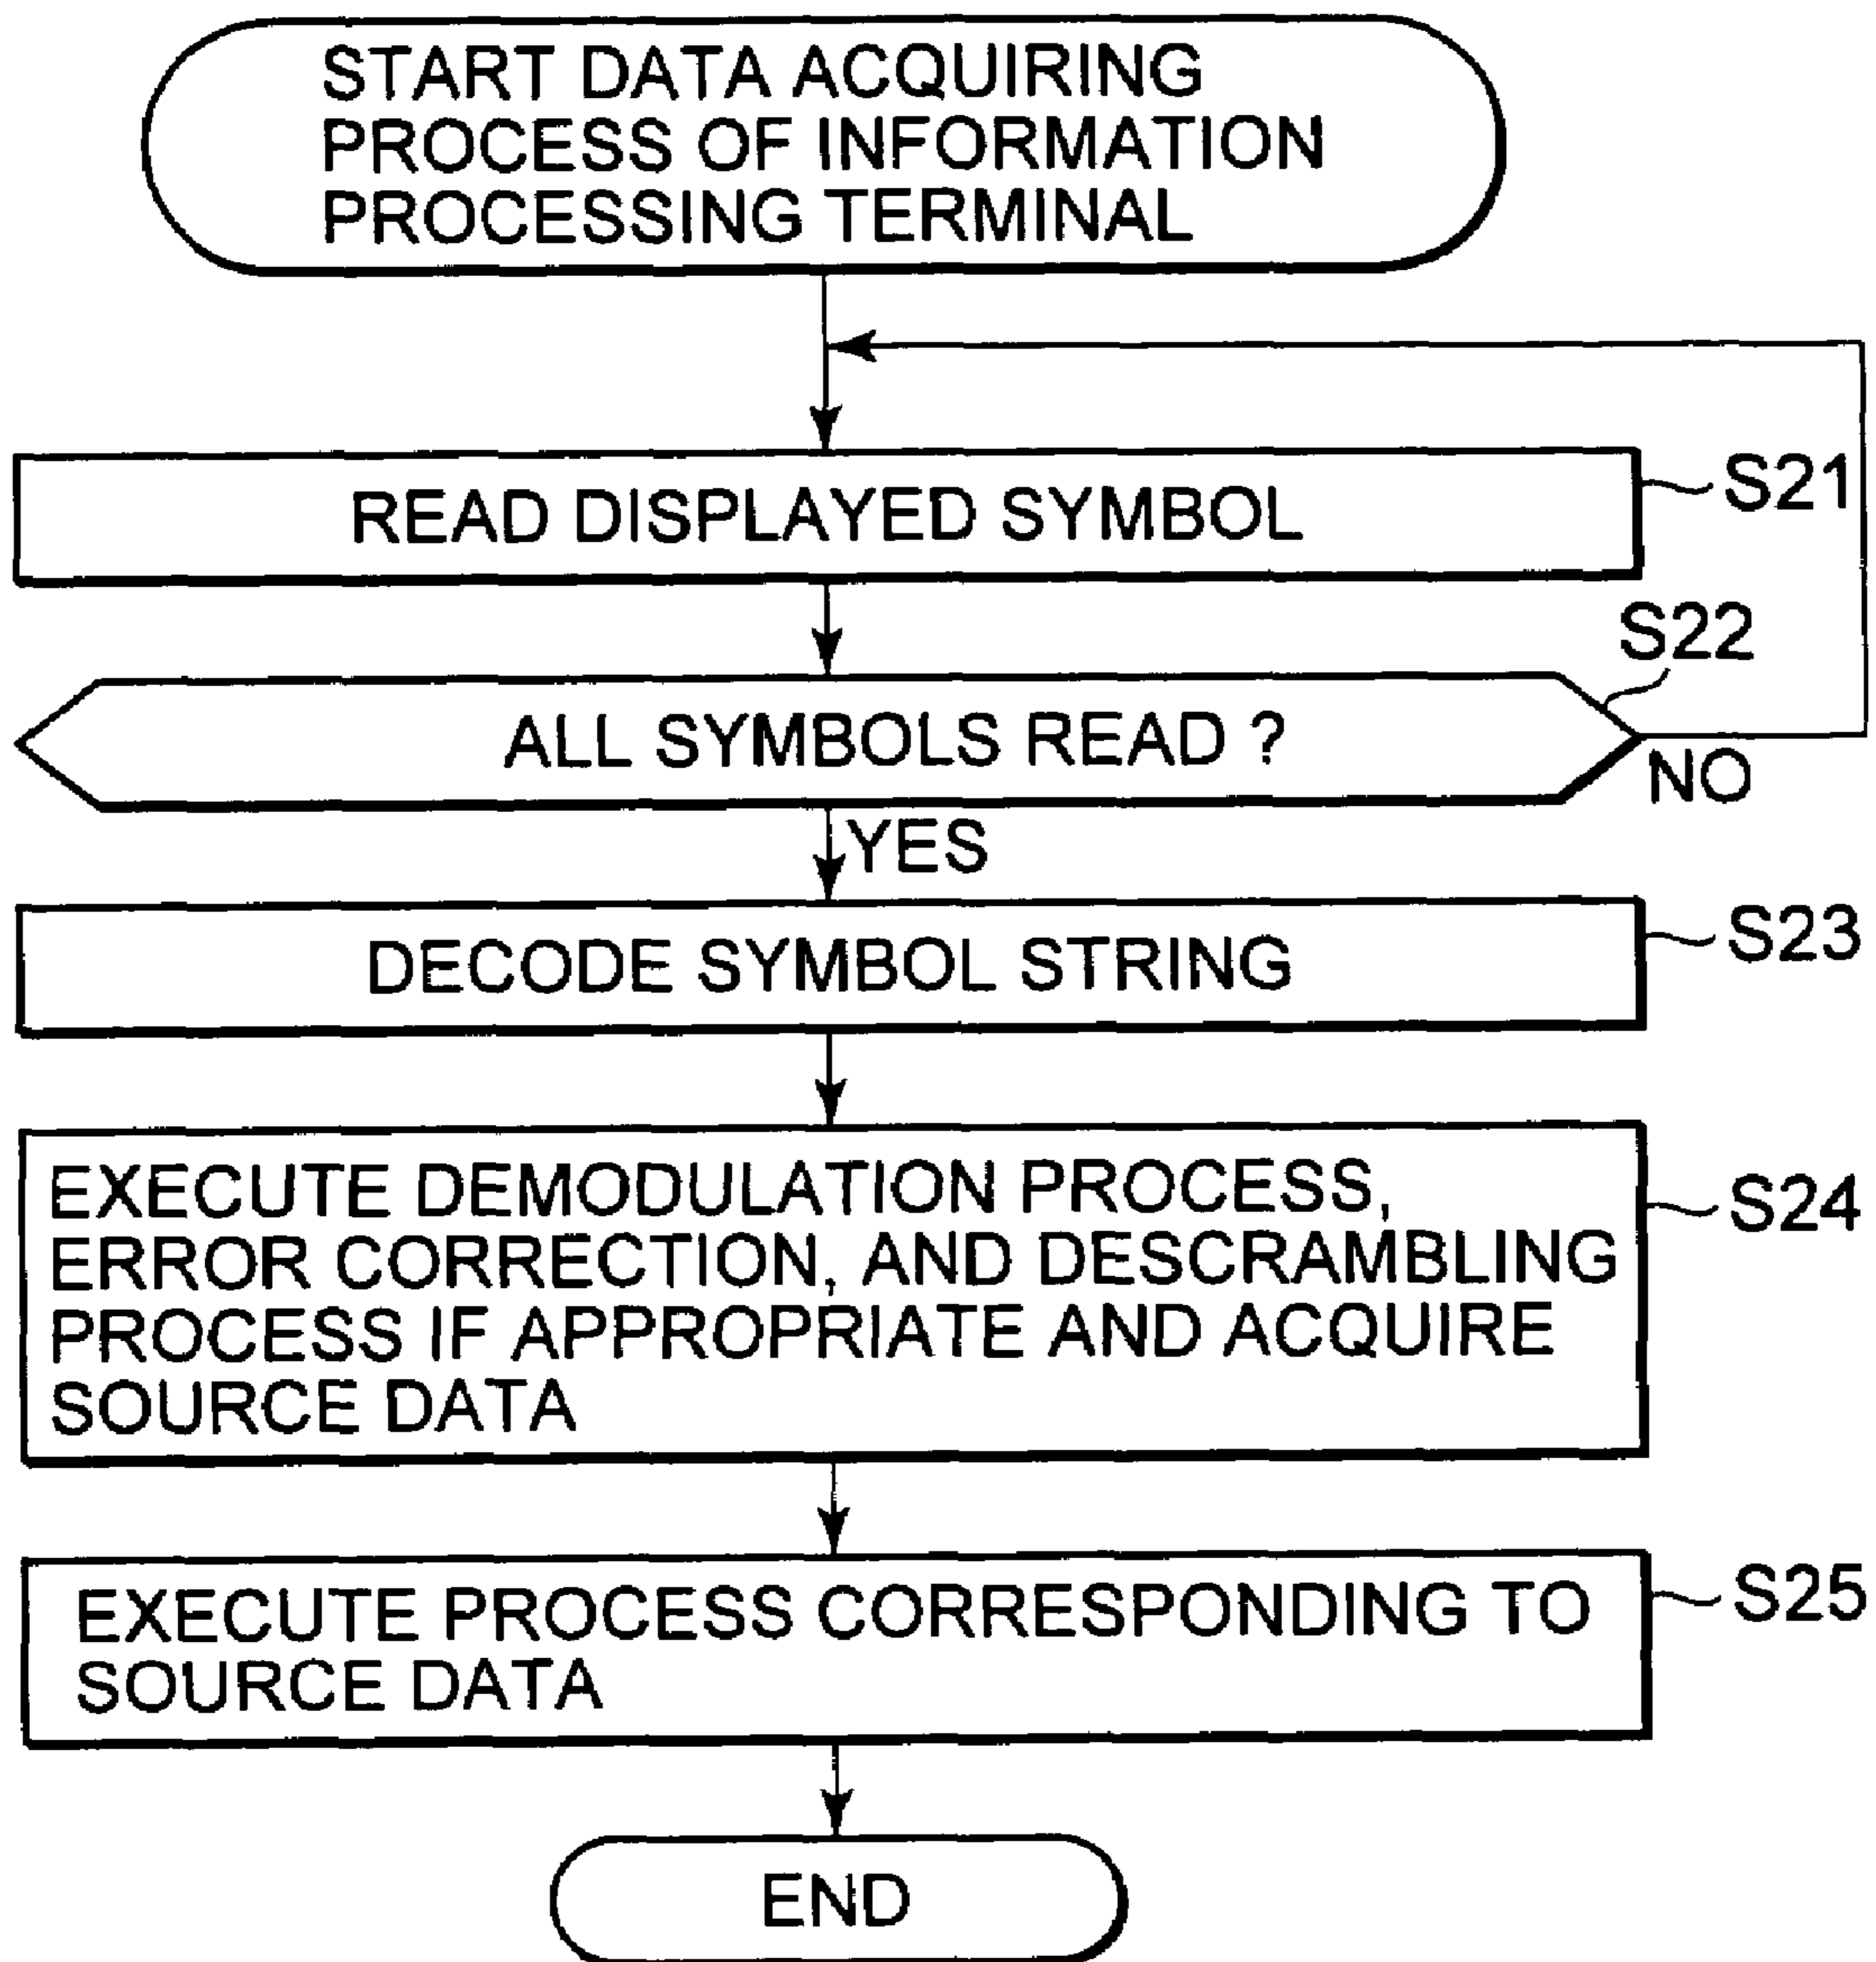 START DATA ACQUIRING
PROCESS OF INFORMATION
PROCESSING TERMINAL
READ DISPLAYED SYMBOL
S21
S22
ALL SYMBOLS READ ?
NO
YES
DECODE SYMBOL STRING
S23
EXECUTE DEMODULATION PROCESS,
ERROR CORRECTION, AND DESCRAMBLING
PROCESS IF APPROPRIATE AND ACQUIRE
SOURCE DATA
S24
EXECUTE PROCESS CORRESPONDING TO
SOURCE DATA
S25
END